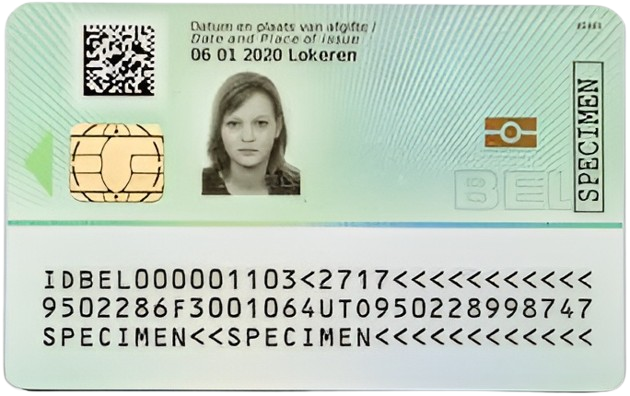 Datum en plaats van afgifte /
Date and Place of issue
06 01 2020 Lokeren
SPECIMEN
BEL
IDBEL000001103<2717<<<<<<<<<<<
9502286F3001064UTO950228998747
SPECIMEN<<SPECIMEN<<<<<<<<<<<<